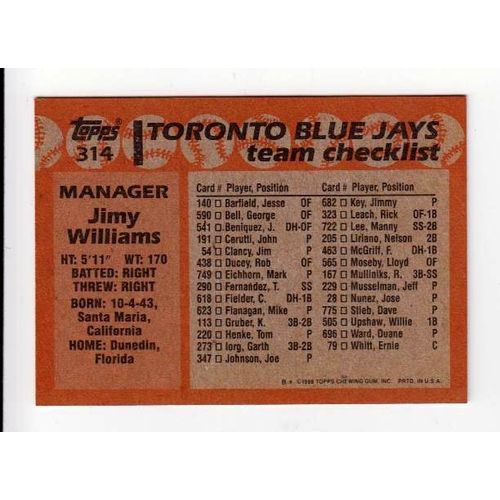 Topps
314
TORONTO BLUE JAYS
team checklist
MANAGER
Jimy
Williams
HT: 5'11" WT: 170
BATTED: RIGHT
THREW: RIGHT
BORN: 10-4-43,
Santa Maria,
California
HOME: Dunedin,
Florida
Card # Player, Position
140 Barfield, Jesse OF
590 Bell, George OF
541 Beniquez, J. DH-OF
191 Cerutti, John P
54 Clancy, Jim P
438 Ducey, Rob OF
749 Eichhorn, Mark P
290 Fernandez, T. SS
618 Fielder, C. DH-1B
623 Flanagan, Mike P
113 Gruber, K. 3B-2B
220 Henke, Tom P
273 Iorg, Garth 3B-2B
347 Johnson, Joe P
Card # Player, Position
682 Key, Jimmy P
323 Leach, Rick OF-1B
722 Lee, Manny SS-2B
205 Liriano, Nelson 2B
463 McGriff, F. DH-1B
565 Moseby, Lloyd OF
167 Mulliniks, R. 3B-SS
229 Musselman, Jeff P
28 Nunez, Jose P
775 Stieb, Dave P
505 Upshaw, Willie 1B
696 Ward, Duane P
79 Whitt, Ernie C
B* ©1988 TOPPS CHEWING GUM, INC. PRTD. IN U.S.A.